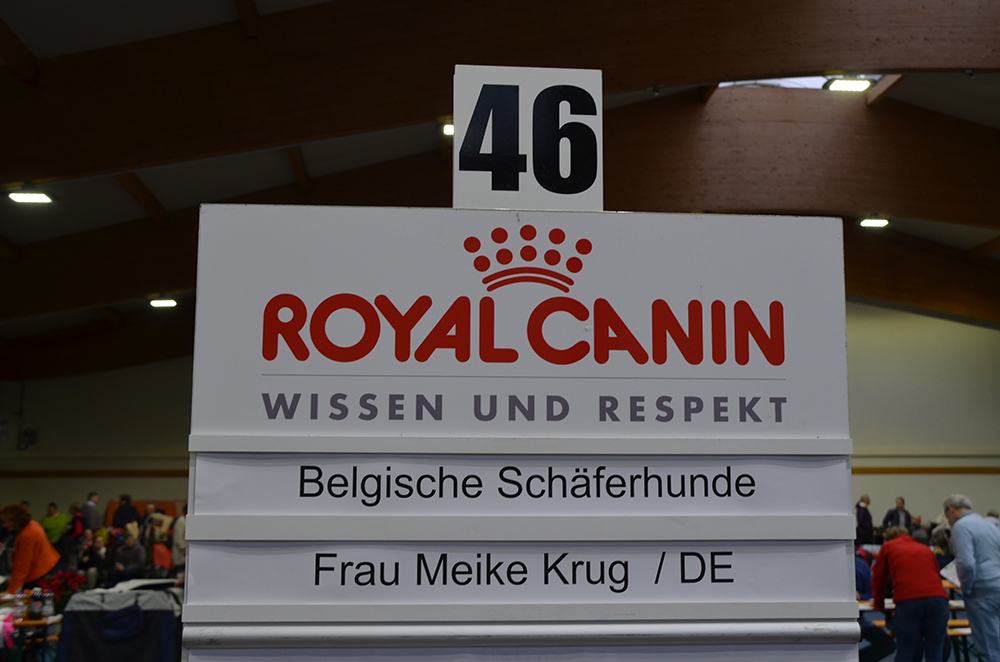 46
ROYAL CANIN
WISSEN UND RESPEKT
Belgische Schäferhunde
Frau Meike Krug / DE